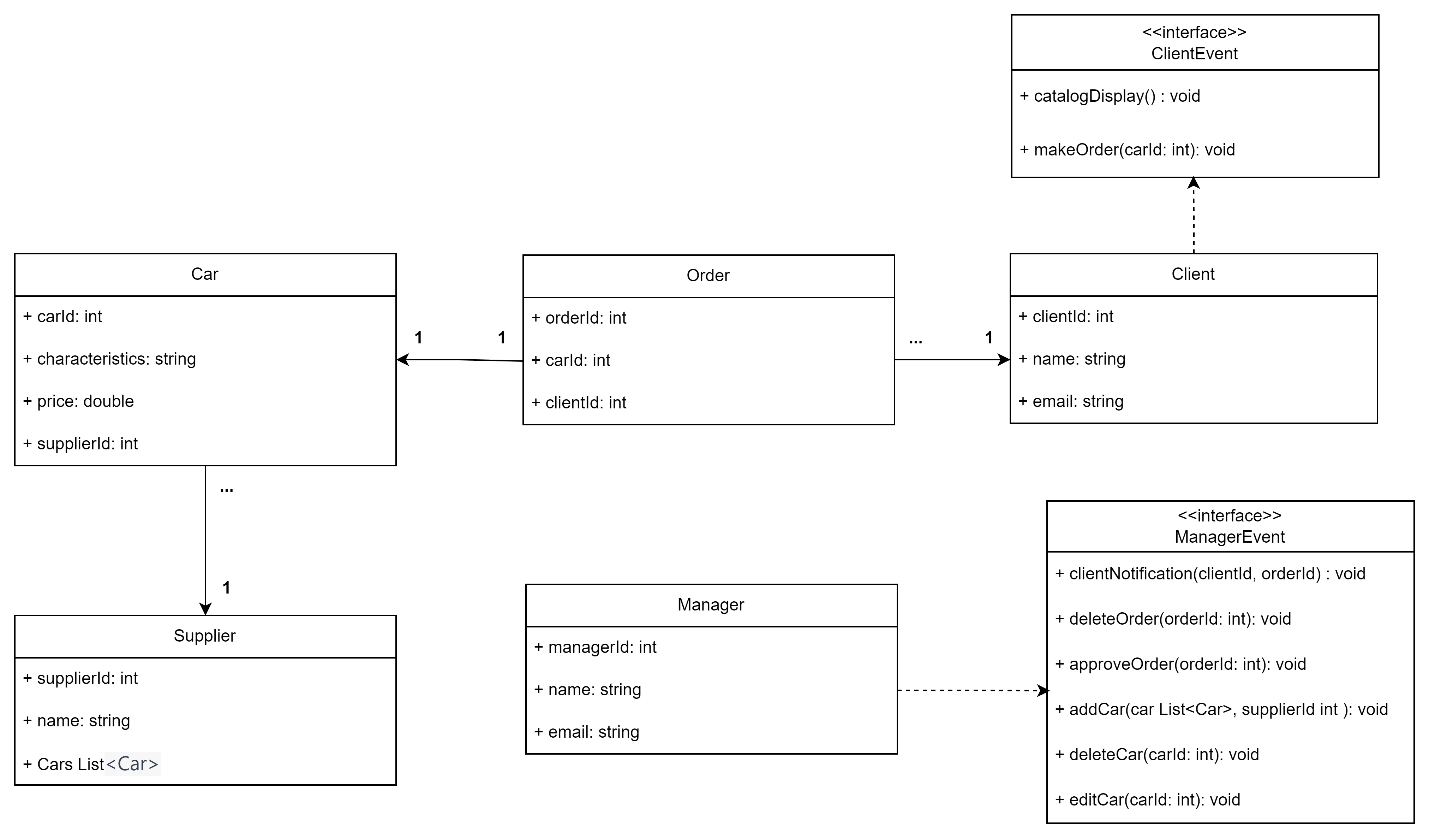 <<interface>>
ClientEvent
+ catalogDisplay() : void
+ makeOrder(carId: int): void
Car
+ carId: int
+ characteristics: string
+ price: double
+ supplierId: int
1
1
Order
+ orderId: int
+ carId: int
+ clientId: int
...
1
Client
+ clientId: int
+ name: string
+ email: string
...
1
Supplier
+ supplierId: int
+ name: string
+ Cars List<Car>
Manager
+ managerId: int
+ name: string
+ email: string
<<interface>>
ManagerEvent
+ clientNotification(clientId, orderId) : void
+ deleteOrder(orderId: int): void
+ approveOrder(orderId: int): void
+ addCar(car List<Car>, supplierId int ): void
+ deleteCar(carId: int): void
+ editCar(carId: int): void